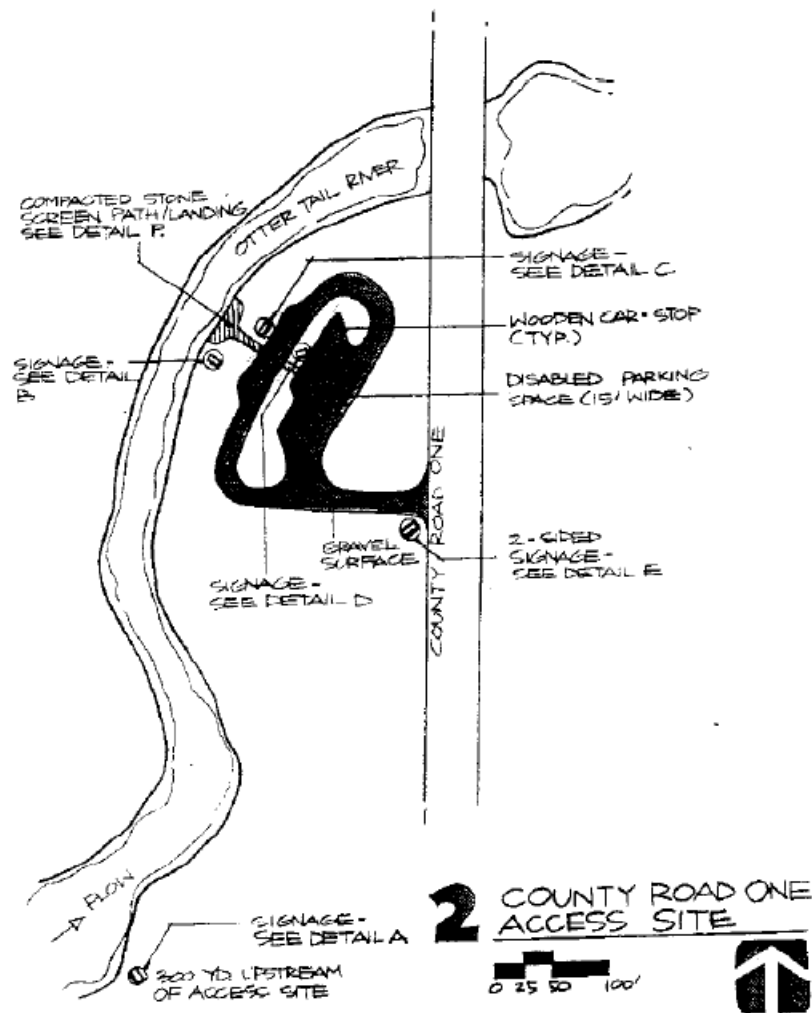 COMPACTED STONE
SCREEN PATH/LANDING
SEE DETAIL F.
OTTER TAIL RIVER
SIGNAGE-
SEE DETAIL C.
WOODEN CAR-STOP
(TYP.)
SIGNAGE-
SEE DETAIL
B
DISABLED PARKING
SPACE (15' WIDE)
COUNTY ROAD ONE
GRAVEL
SURFACE
2-SIDED
SIGNAGE-
SEE DETAIL E
SIGNAGE-
SEE DETAIL D
FLOW
SIGNAGE-
SEE DETAIL A
300 YD. UPSTREAM
OF ACCESS SITE
2 COUNTY ROAD ONE
ACCESS SITE
0 25 50 100'